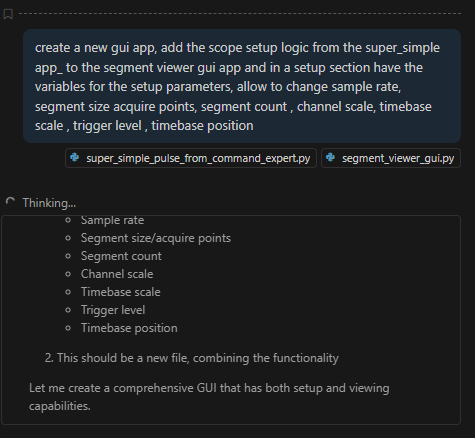 create a new gui app, add the scope setup logic from the super_simple
app_ to the segment viewer gui app and in a setup section have the
variables for the setup parameters, allow to change sample rate,
segment size acquire points, segment count , channel scale, timebase
scale , trigger level , timebase position
super_simple_pulse_from_command_expert.py segment_viewer_gui.py
Thinking...
Sample rate
Segment size/acquire points
Segment count
Channel scale
Timebase scale
Trigger level
Timebase position
2. This should be a new file, combining the functionality
Let me create a comprehensive GUI that has both setup and viewing
capabilities.